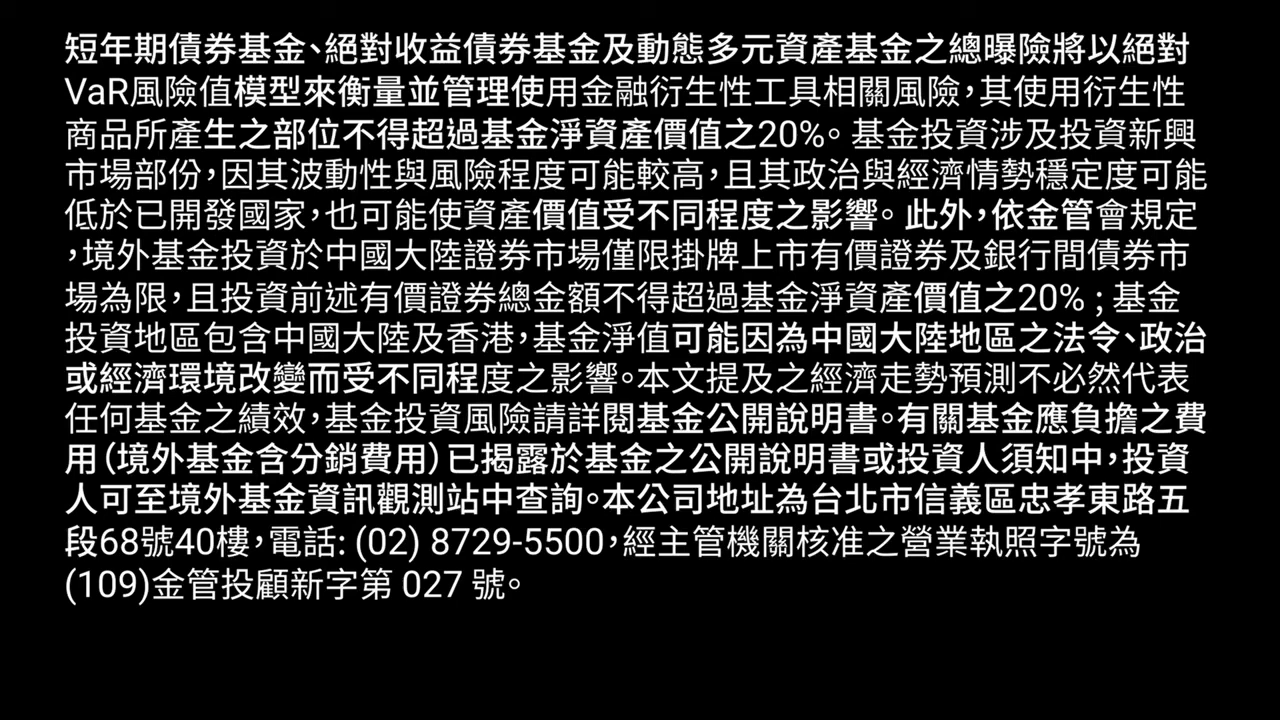 短年期債券基金、絕對收益債券基金及動態多元資產基金之總曝險將以絕對
VaR風險值模型來衡量並管理使用金融衍生性工具相關風險，其使用衍生性
商品所產生之部位不得超過基金淨資產價值之20%。基金投資涉及投資新興
市場部份，因其波動性與風險程度可能較高，且其政治與經濟情勢穩定度可能
低於已開發國家，也可能使資產價值受不同程度之影響。此外，依金管會規定
，境外基金投資於中國大陸證券市場僅限掛牌上市有價證券及銀行間債券市
場為限，且投資前述有價證券總金額不得超過基金淨資產價值之20%；基金
投資地區包含中國大陸及香港，基金淨值可能因為中國大陸地區之法令、政治
或經濟環境改變而受不同程度之影響。本文提及之經濟走勢預測不必然代表
任何基金之績效，基金投資風險請詳閱基金公開說明書。有關基金應負擔之費
用（境外基金含分銷費用）已揭露於基金之公開說明書或投資人須知中，投資
人可至境外基金資訊觀測站中查詢。本公司地址為台北市信義區忠孝東路五
段68號40樓，電話: (02) 8729-5500，經主管機關核准之營業執照字號為
(109)金管投顧新字第 027 號。